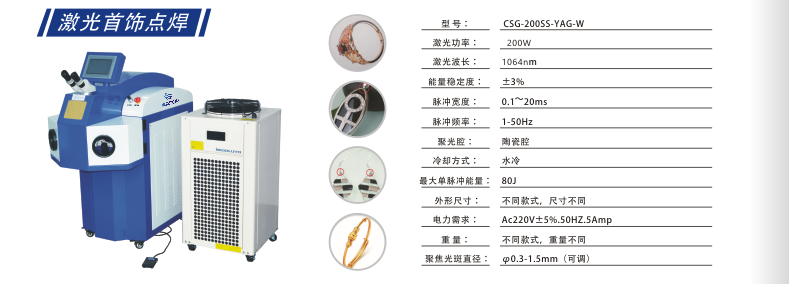 激光首饰点焊
型号： CSG-200SS-YAG-W
激光功率： 200W
激光波长： 1064nm
能量稳定度： ±3%
脉冲宽度： 0.1~20ms
脉冲频率： 1-50Hz
聚光腔： 陶瓷腔
冷却方式： 水冷
最大单脉冲能量： 80J
外形尺寸： 不同款式，尺寸不同
电力需求： Ac220V±5%.50HZ.5Amp
重量： 不同款式，重量不同
聚焦光斑直径： φ0.3-1.5mm（可调）